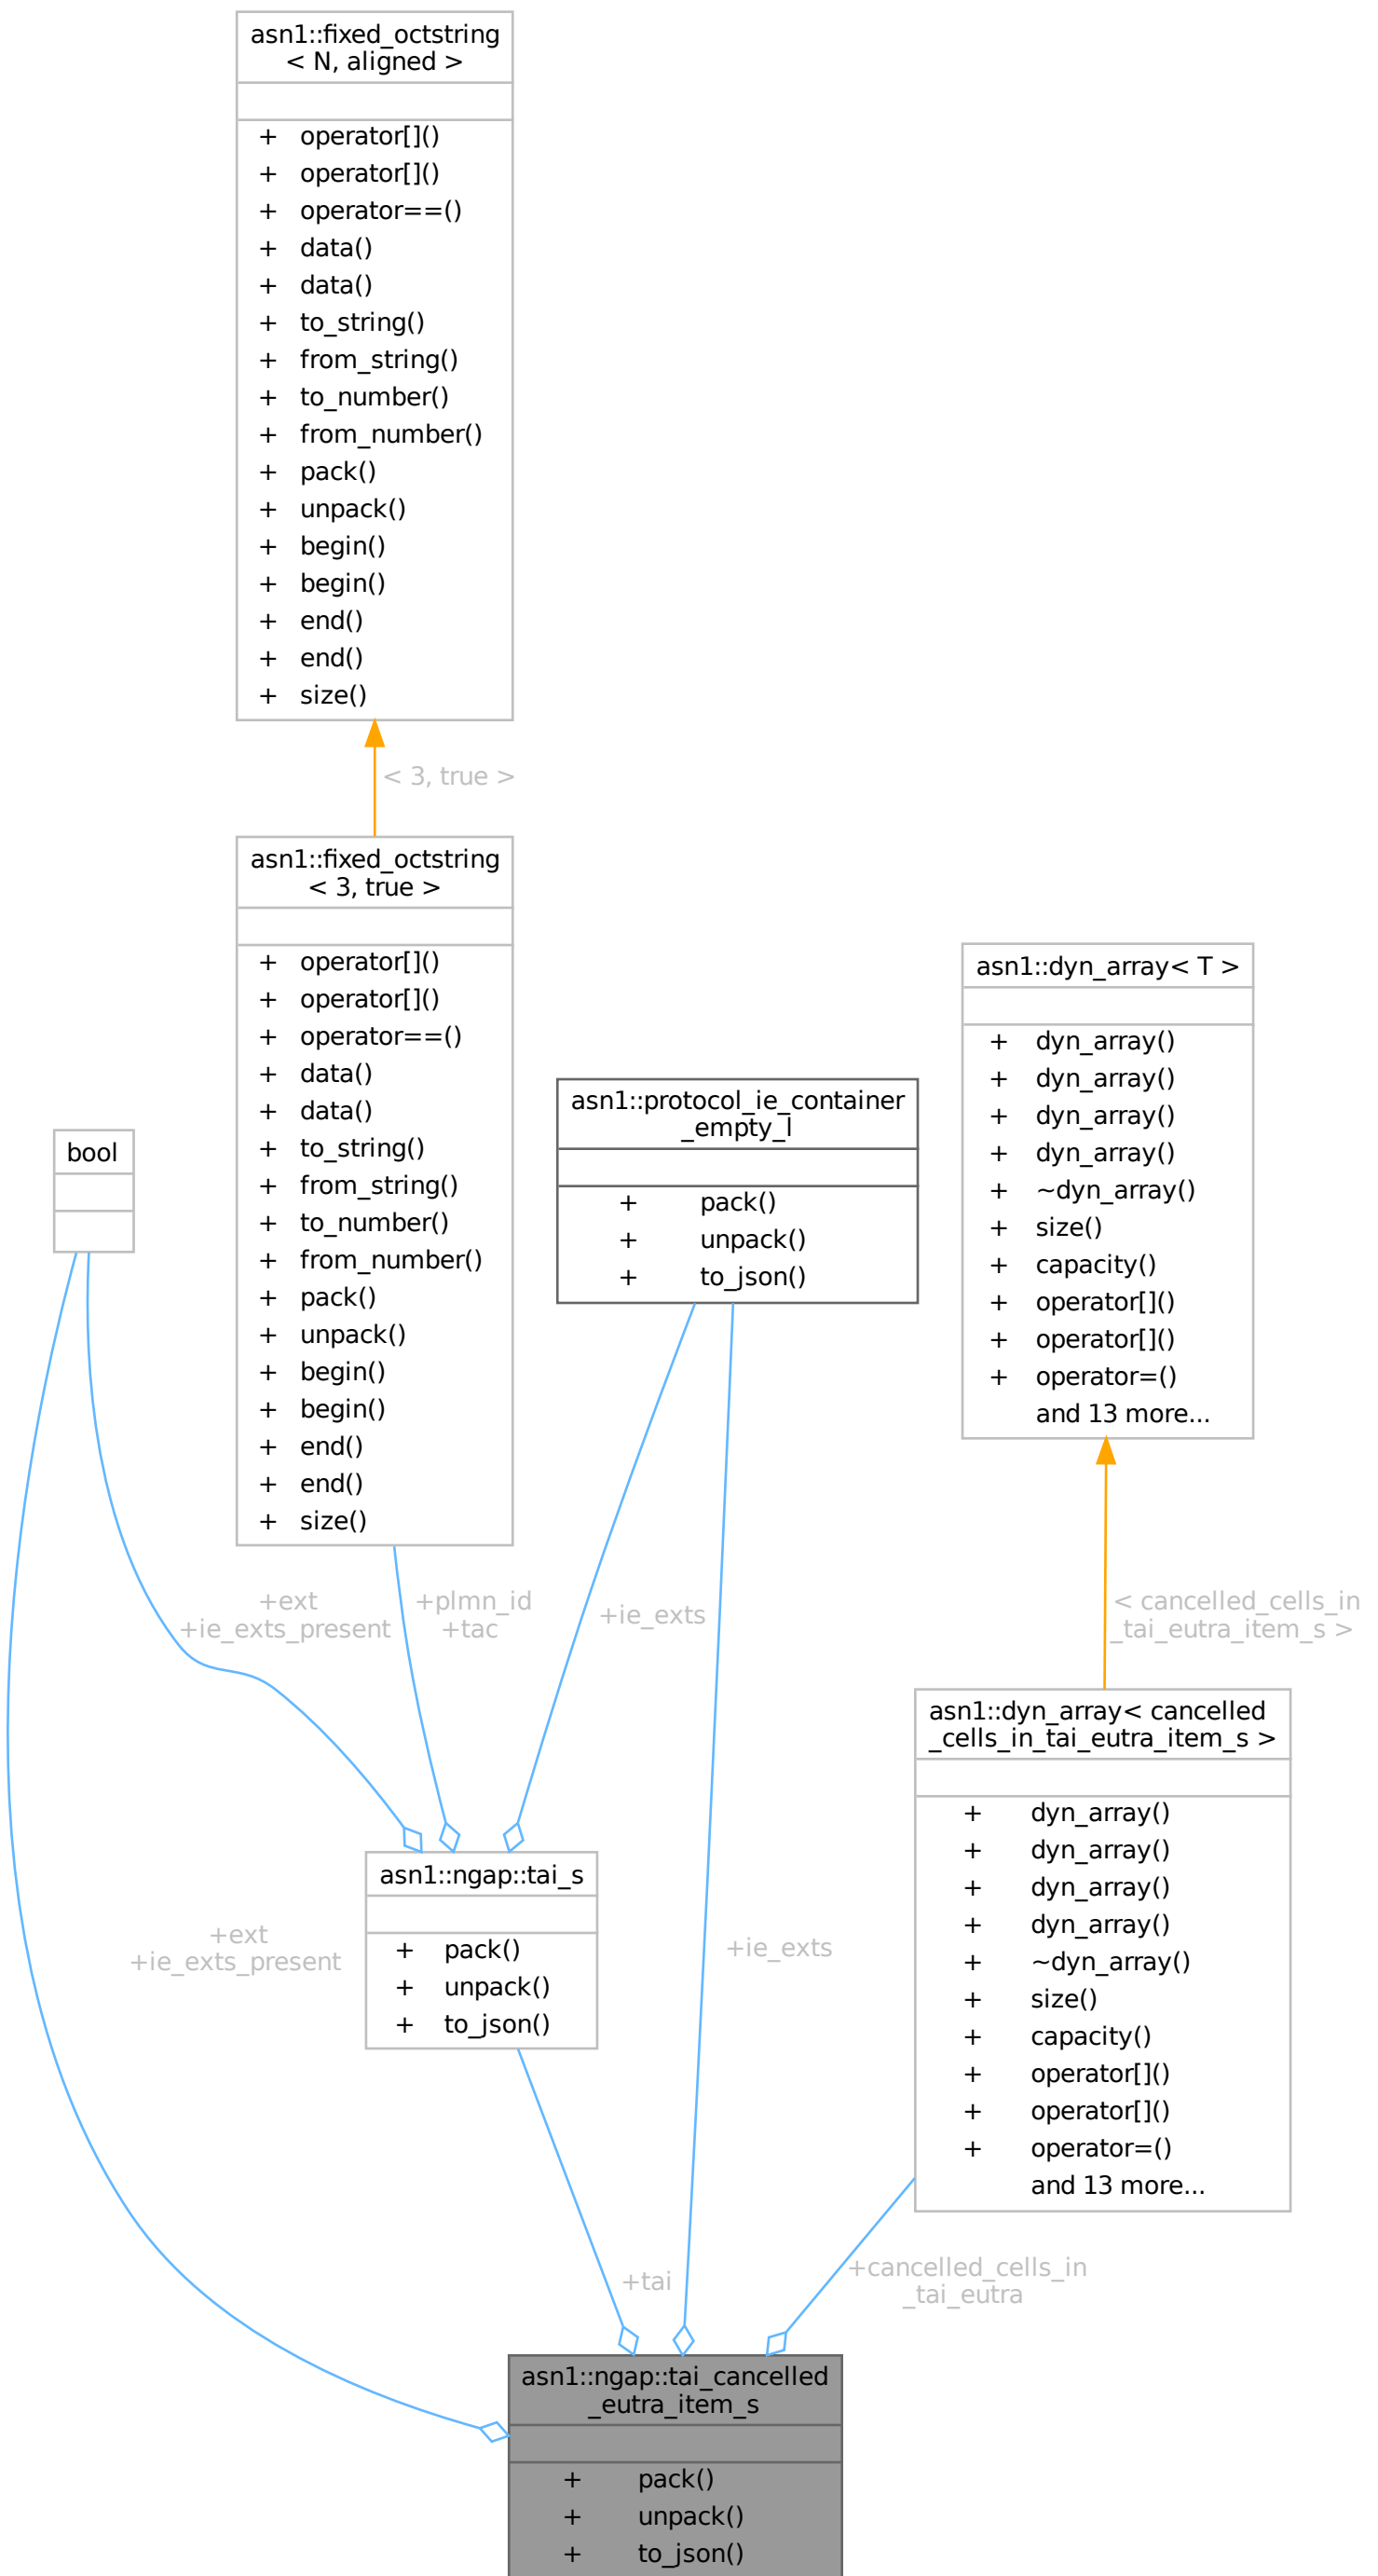 asn1::fixed_octstring
< N, aligned >
+ operator[]()
+ operator[]()
+ operator==()
+ data()
+ data()
+ to_string()
+ from_string()
+ to_number()
+ from_number()
+ pack()
+ unpack()
+ begin()
+ begin()
+ end()
+ end()
+ size()
< 3, true >
asn1::fixed_octstring
< 3, true >
+ operator[]()
+ operator[]()
+ operator==()
+ data()
+ data()
+ to_string()
+ from_string()
+ to_number()
+ from_number()
+ pack()
+ unpack()
+ begin()
+ begin()
+ end()
+ end()
+ size()
asn1::dyn_array< T >
+ dyn_array()
+ dyn_array()
+ dyn_array()
+ dyn_array()
+ ~dyn_array()
+ size()
+ capacity()
+ operator[]()
+ operator[]()
+ operator=()
and 13 more...
asn1::protocol_ie_container
_empty_l
+ pack()
+ unpack()
+ to_json()
bool
+ext
+ie_exts_present
+plmn_id
+tac
+ie_exts
< cancelled_cells_in
_tai_eutra_item_s >
asn1::dyn_array< cancelled
_cells_in_tai_eutra_item_s >
+ dyn_array()
+ dyn_array()
+ dyn_array()
+ dyn_array()
+ ~dyn_array()
+ size()
+ capacity()
+ operator[]()
+ operator[]()
+ operator=()
and 13 more...
asn1::ngap::tai_s
+ pack()
+ unpack()
+ to_json()
+ext
+ie_exts_present
+ie_exts
+tai
+cancelled_cells_in
_tai_eutra
asn1::ngap::tai_cancelled
_eutra_item_s
+ pack()
+ unpack()
+ to_json()